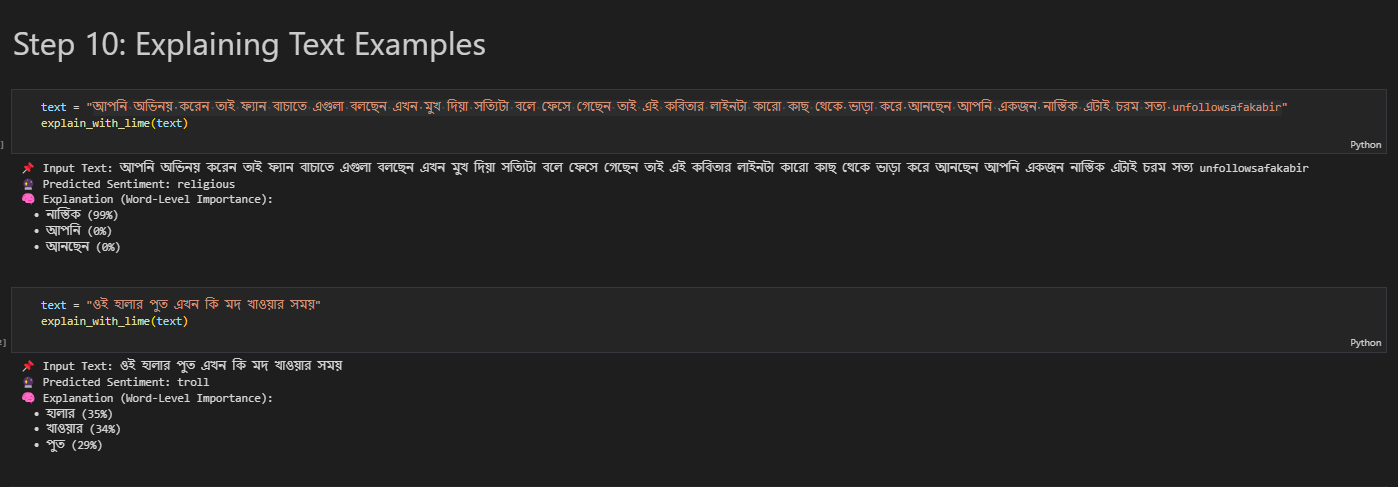 Step 10: Explaining Text Examples
text = "আপনি অভিনয় করেন তাই ফ্যান বাচাতে এগুলা বলছেন এখন মুখ দিয়া সত্যিটা বলে ফেসে গেছেন তাই এই কবিতার লাইনটা কারো কাছ থেকে ভাড়া করে আনছেন আপনি একজন নাস্তিক এটাই চরম সত্য unfollowsafakabir"
explain_with_lime(text)
Python
📌 Input Text: আপনি অভিনয় করেন তাই ফ্যান বাচাতে এগুলা বলছেন এখন মুখ দিয়া সত্যিটা বলে ফেসে গেছেন তাই এই কবিতার লাইনটা কারো কাছ থেকে ভাড়া করে আনছেন আপনি একজন নাস্তিক এটাই চরম সত্য unfollowsafakabir
🔮 Predicted Sentiment: religious
🧠 Explanation (Word-Level Importance):
• নাস্তিক (99%)
• আপনি (0%)
• আনছেন (0%)
text = "ওই হালার পুত এখন কি মদ খাওয়ার সময়"
explain_with_lime(text)
Python
📌 Input Text: ওই হালার পুত এখন কি মদ খাওয়ার সময়
🔮 Predicted Sentiment: troll
🧠 Explanation (Word-Level Importance):
• হালার (35%)
• খাওয়ার (34%)
• পুত (29%)